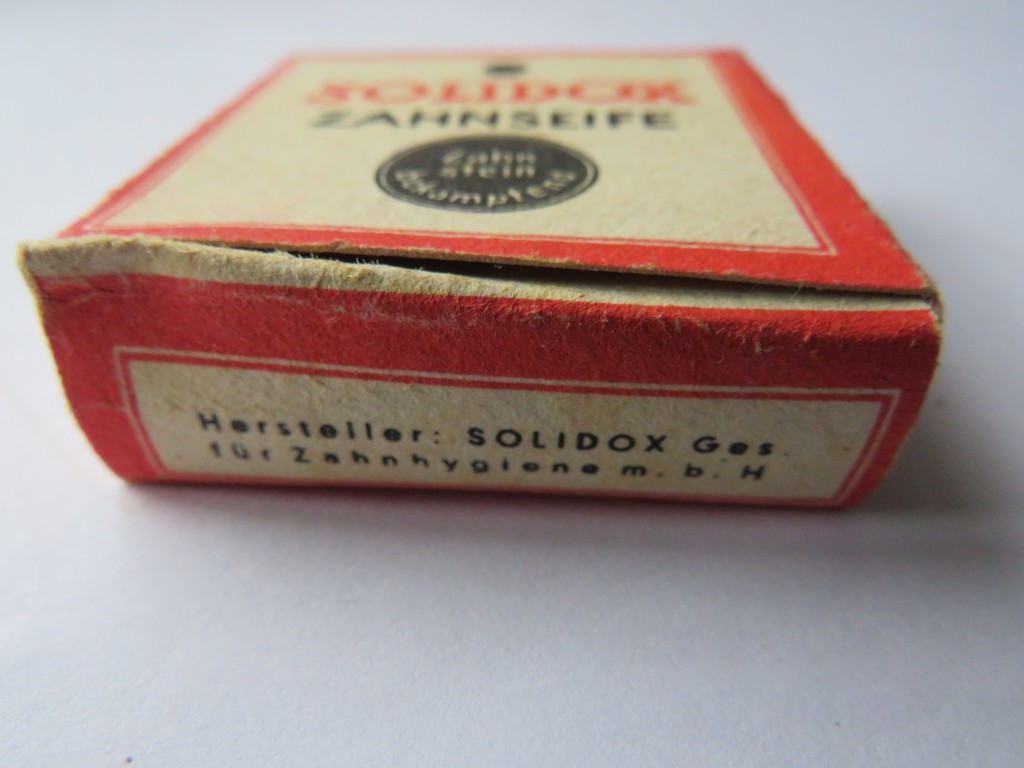 SOLIDOX
ZAHNSEIFE
Zahn
stein
bekämpfend
Hersteller: SOLIDOX Ges.
für Zahnhygiene m. b. H